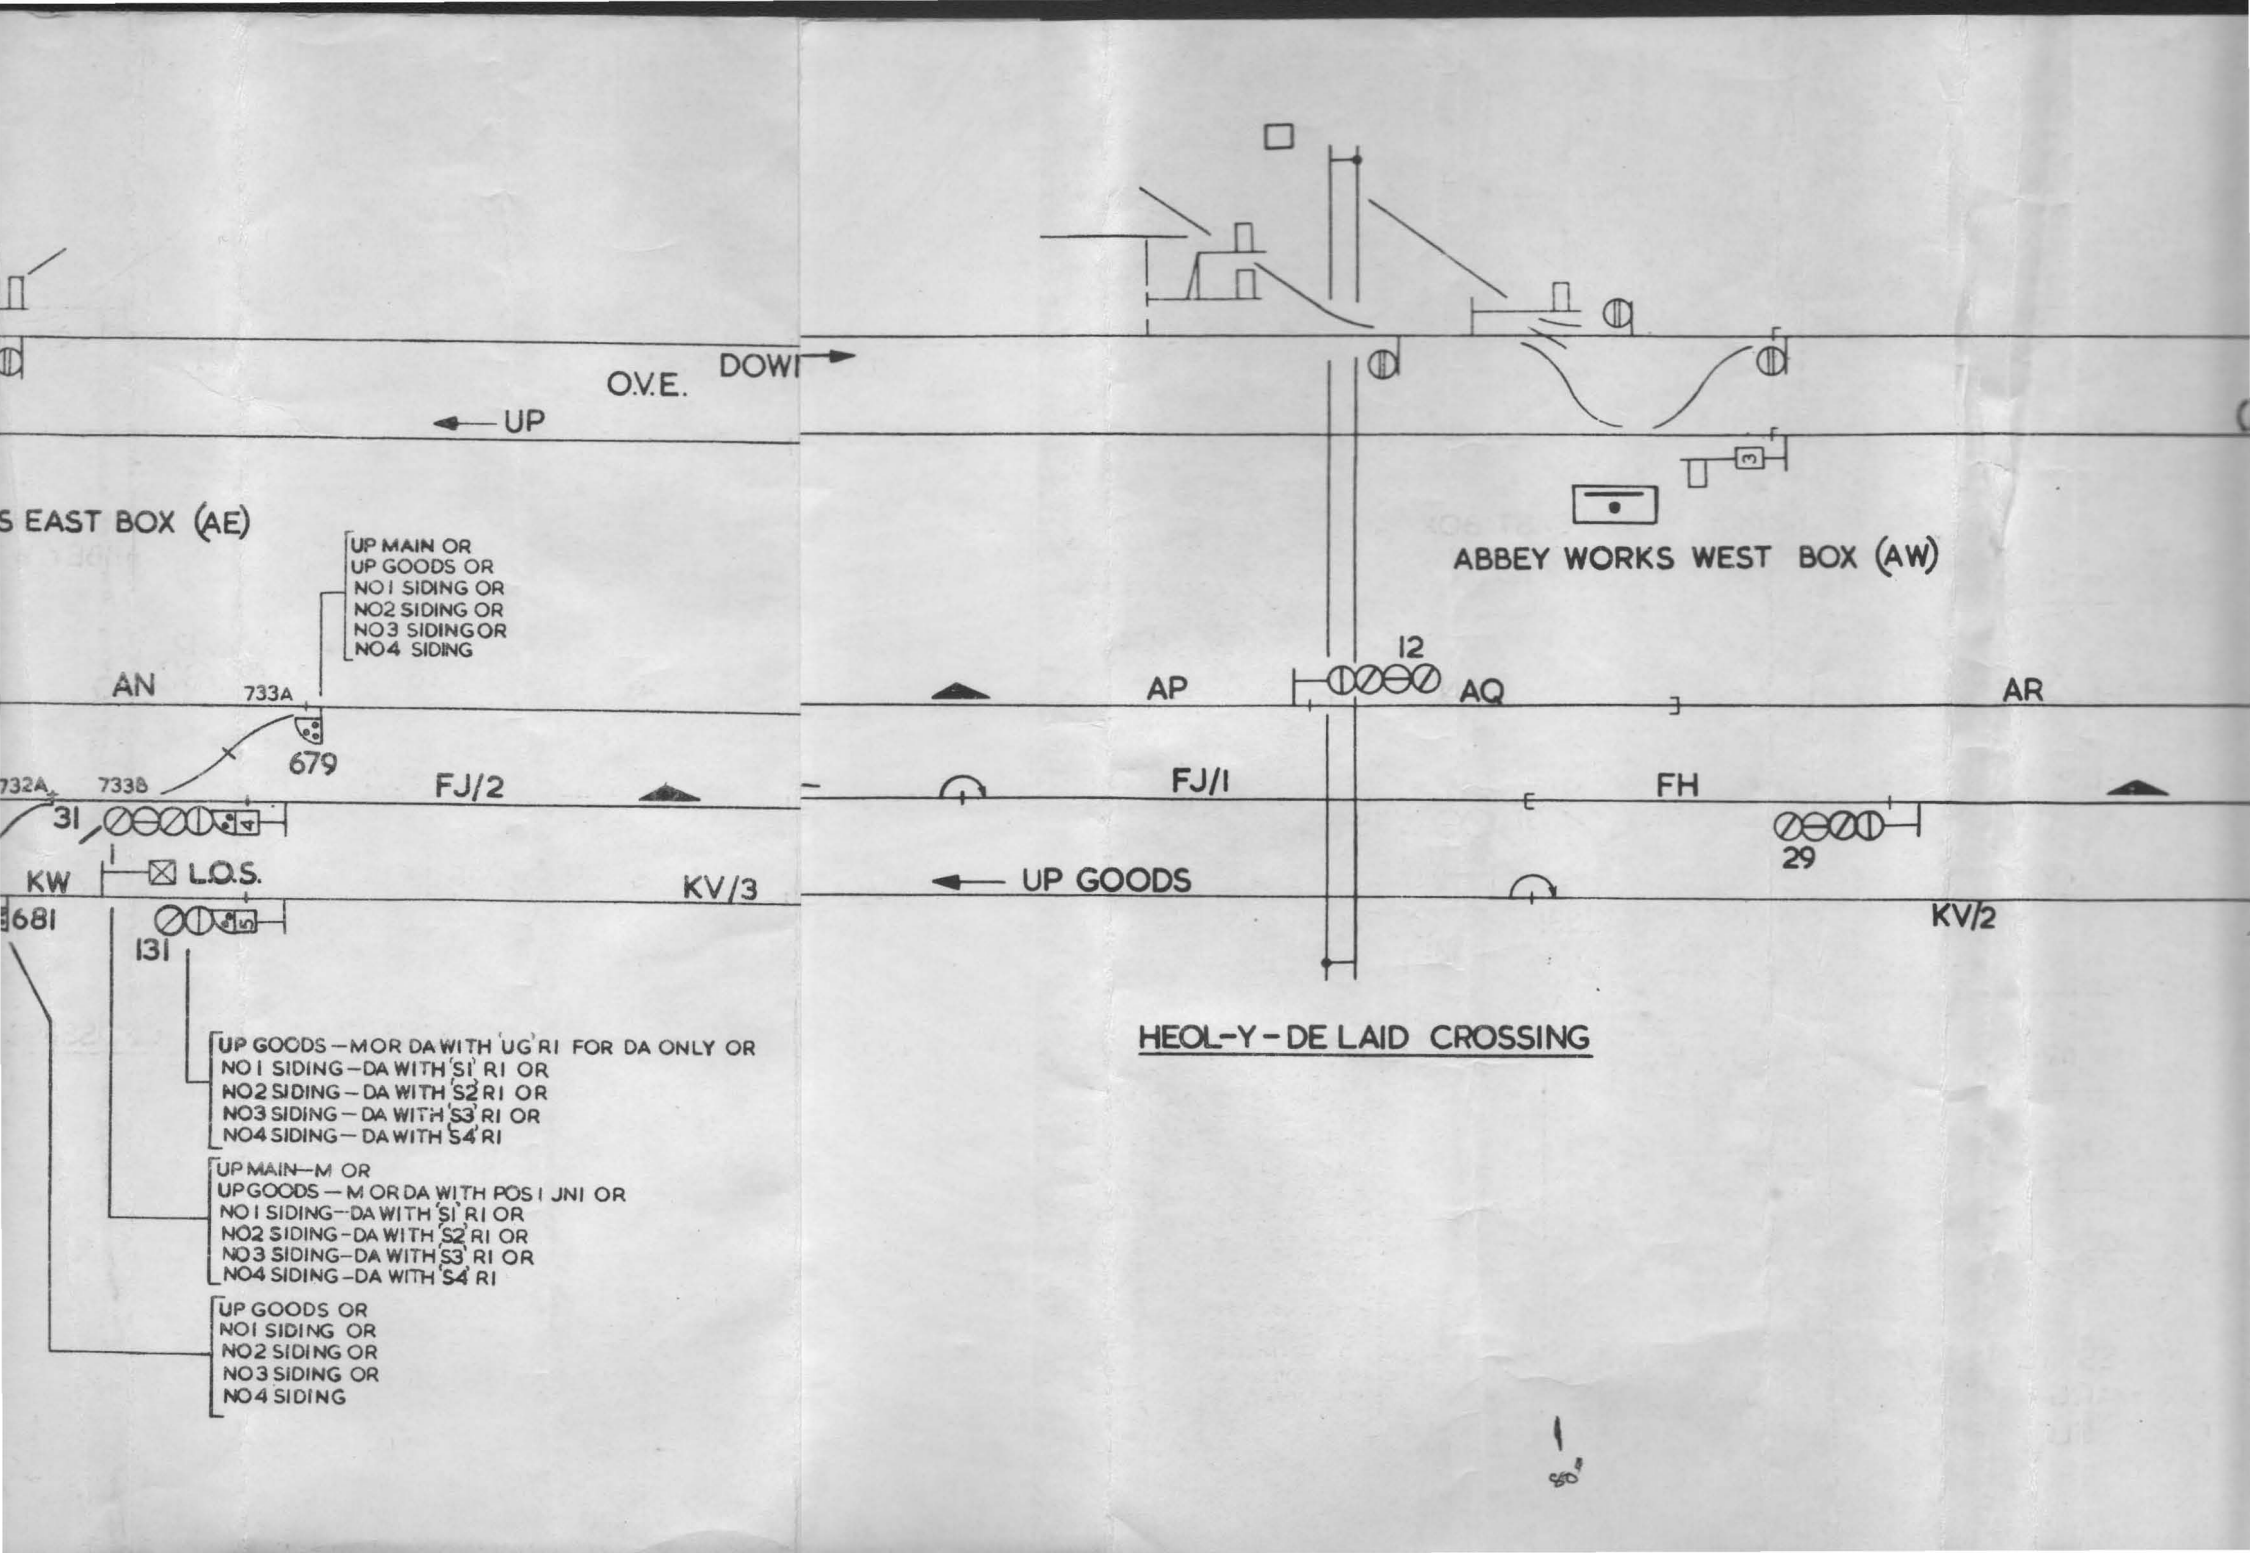 O.V.E.
DOWN
UP
S EAST BOX (AE)
UP MAIN OR
UP GOODS OR
NO1 SIDING OR
NO2 SIDING OR
NO3 SIDING OR
NO4 SIDING
3
ABBEY WORKS WEST BOX (AW)
12
AN
733A
AP
AQ
AR
679
732A
733B
FJ/2
FJ/1
FH
31
4
29
KW
L.O.S.
KV/3
UP GOODS
KV/2
681
5
131
HEOL-Y-DELAID CROSSING
UP GOODS-M OR DA WITH 'UG' RI FOR DA ONLY OR
NO1 SIDING-DA WITH 'S1' RI OR
NO2 SIDING-DA WITH 'S2' RI OR
NO3 SIDING-DA WITH 'S3' RI OR
NO4 SIDING-DA WITH 'S4' RI
UP MAIN-M OR
UP GOODS-M OR DA WITH POS 1 JNI OR
NO1 SIDING-DA WITH 'S1' RI OR
NO2 SIDING-DA WITH 'S2' RI OR
NO3 SIDING-DA WITH 'S3' RI OR
NO4 SIDING-DA WITH 'S4' RI
UP GOODS OR
NO1 SIDING OR
NO2 SIDING OR
NO3 SIDING OR
NO4 SIDING
80"